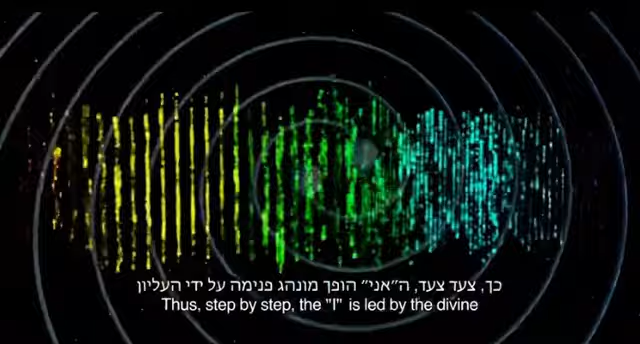 כך, צעד צעד, ה״אני״ הופך מונהג פנימה על ידי העליון
Thus, step by step, the "I" is led by the divine